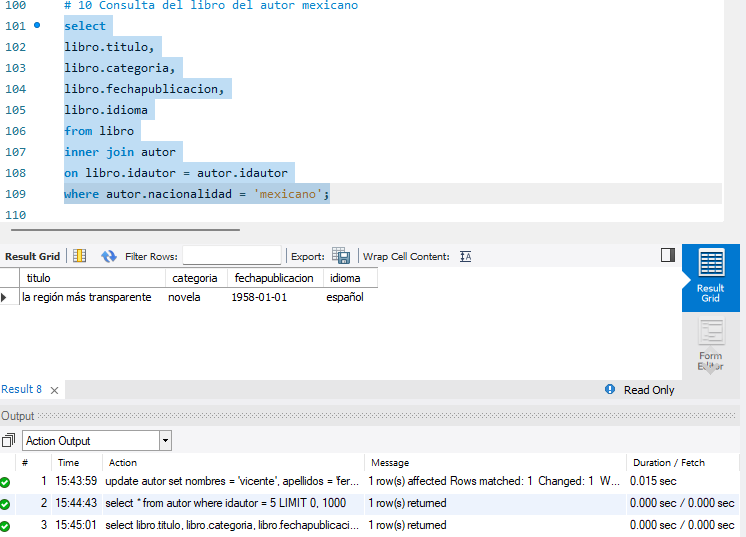 100 # 10 Consulta del libro del autor mexicano
101 select
102 libro.titulo,
103 libro.categoria,
104 libro.fechapublicacion,
105 libro.idioma
106 from libro
107 inner join autor
108 on libro.idautor = autor.idautor
109 where autor.nacionalidad = 'mexicano';
110
Result Grid Filter Rows: Export: Wrap Cell Content: IA
titulo categoria fechapublicacion idioma
la región más transparente novela 1958-01-01 español
Result Grid
Form Editor
Result 8 Read Only
Output
Action Output
# Time Action Message Duration / Fetch
1 15:43:59 update autor set nombres = 'vicente', apellidos = 'fer... 1 row(s) affected Rows matched: 1 Changed: 1 W... 0.015 sec
2 15:44:43 select * from autor where idautor = 5 LIMIT 0, 1000 1 row(s) returned 0.000 sec / 0.000 sec
3 15:45:01 select libro.titulo, libro.categoria, libro.fechapublicaci... 1 row(s) returned 0.000 sec / 0.000 sec